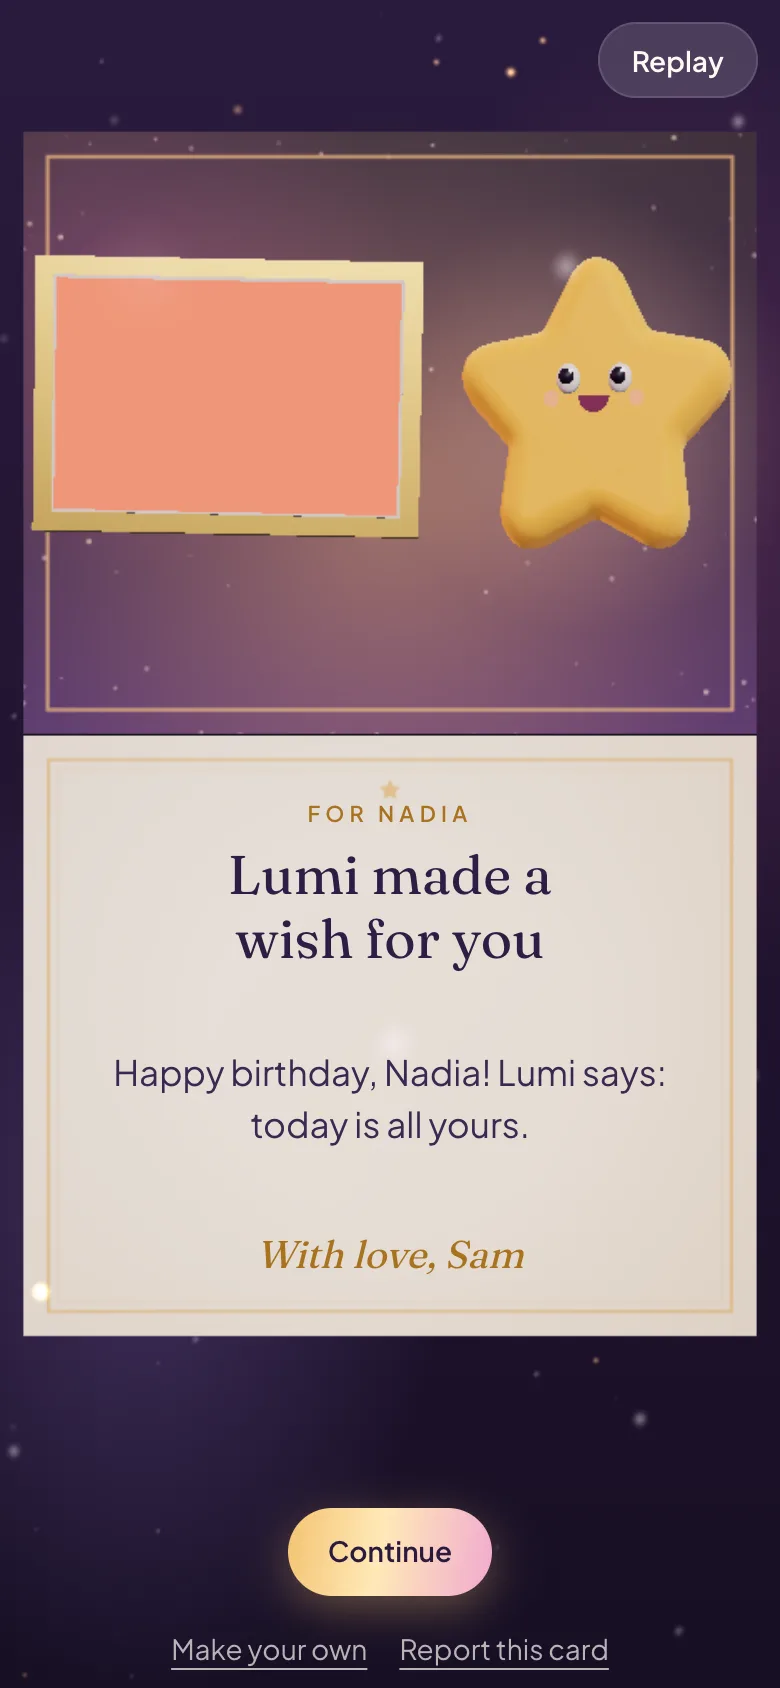 Replay
FOR NADIA
Lumi made a
wish for you
Happy birthday, Nadia! Lumi says:
today is all yours.
With love, Sam
Continue
Make your own Report this card